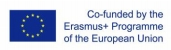 Co-funded by the
Erasmus+ Programme
of the European Union